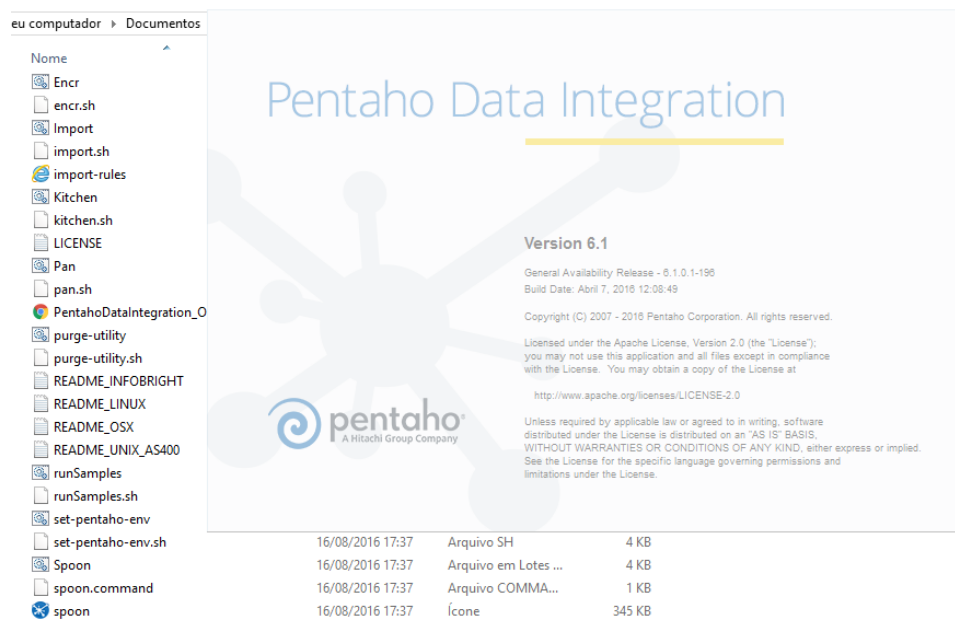 eu computador › Documentos
Nome
Encr
encr.sh
Import
import.sh
import-rules
Kitchen
kitchen.sh
LICENSE
Pan
pan.sh
PentahoDataIntegration_O
purge-utility
purge-utility.sh
README_INFOBRIGHT
README_LINUX
README_OSX
README_UNIX_AS400
runSamples
runSamples.sh
set-pentaho-env
set-pentaho-env.sh 16/08/2016 17:37 Arquivo SH 4 KB
Spoon 16/08/2016 17:37 Arquivo em Lotes ... 4 KB
spoon.command 16/08/2016 17:37 Arquivo COMMA... 1 KB
spoon 16/08/2016 17:37 Ícone 345 KB
Pentaho Data Integration
Version 6.1
General Availability Release - 6.1.0.1-196
Build Date: Abril 7, 2016 12:08:49
Copyright (C) 2007 - 2016 Pentaho Corporation. All rights reserved.
Licensed under the Apache License, Version 2.0 (the "License");
you may not use this application and all files except in compliance
with the License. You may obtain a copy of the License at
http://www.apache.org/licenses/LICENSE-2.0
Unless required by applicable law or agreed to in writing, software
distributed under the License is distributed on an "AS IS" BASIS,
WITHOUT WARRANTIES OR CONDITIONS OF ANY KIND, either express or implied.
See the License for the specific language governing permissions and
limitations under the License.
pentaho
A Hitachi Group Company